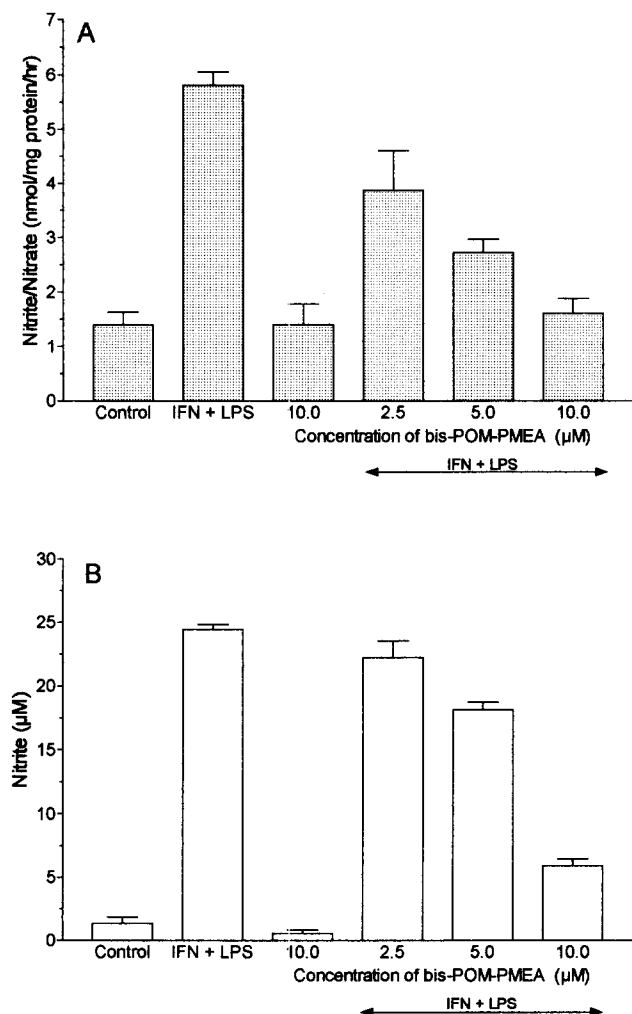 A
Nitrite/Nitrate (nmol/mg protein/hr)
7
6
5
4
3
2
1
0
Control IFN + LPS 10.0 2.5 5.0 10.0
Concentration of bis-POM-PMEA (µM)
IFN + LPS
B
Nitrite (µM)
30
25
20
15
10
5
0
Control IFN + LPS 10.0 2.5 5.0 10.0
Concentration of bis-POM-PMEA (µM)
IFN + LPS